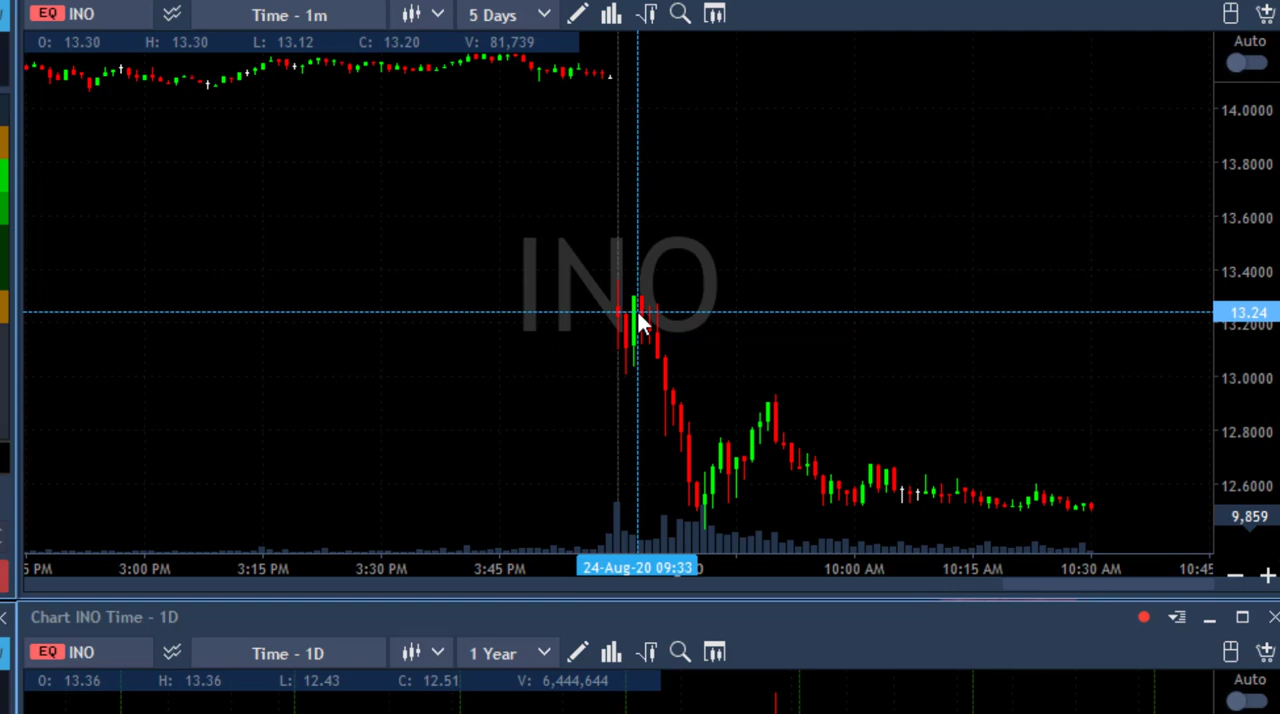 EQ INO Time - 1m 5 Days
O: 13.30 H: 13.30 L: 13.12 C: 13.20 V: 81,739
Auto
INO
14.0000
13.8000
13.6000
13.4000
13.24
13.2000
13.0000
12.8000
12.6000
9,859
PM 3:00 PM 3:15 PM 3:30 PM 3:45 PM 24-Aug-20 09:33 10:00 AM 10:15 AM 10:30 AM 10:45
Chart INO Time - 1D
EQ INO Time - 1D 1 Year
O: 13.36 H: 13.36 L: 12.43 C: 12.51 V: 6,444,644
Auto